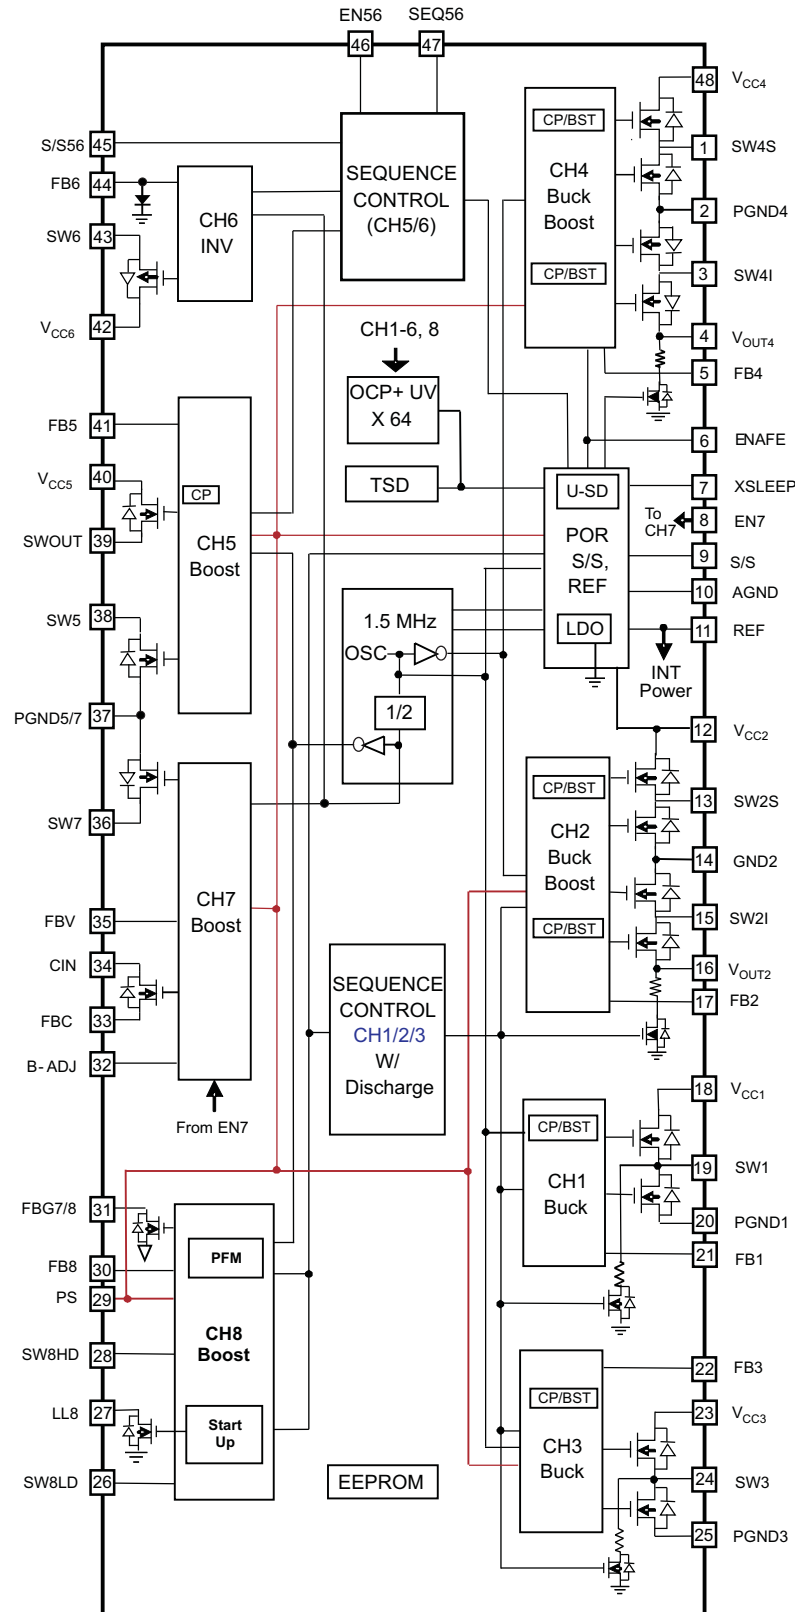 EN56 SEQ56
46 47
S/S56 45
FB6 44
SW6 43
VCC6 42
FB5 41
VCC5 40
SWOUT 39
SW5 38
PGND5/7 37
SW7 36
FBV 35
CIN 34
FBC 33
B-ADJ 32
FBG7/8 31
FB8 30
PS 29
SW8HD 28
LL8 27
SW8LD 26
SEQUENCE
CONTROL
(CH5/6)
CH6
INV
CH1-6, 8
OCP+ UV
X 64
TSD
CP
CH5
Boost
1.5 MHz
OSC
1/2
CH7
Boost
From EN7
SEQUENCE
CONTROL
CH1/2/3
W/
Discharge
PFM
CH8
Boost
Start
Up
EEPROM
CP/BST
CH4
Buck
Boost
CP/BST
U-SD
POR
S/S,
REF
LDO
To
CH7
INT
Power
CP/BST
CH2
Buck
Boost
CP/BST
CP/BST
CH1
Buck
CP/BST
CH3
Buck
48 VCC4
1 SW4S
2 PGND4
3 SW4I
4 VOUT4
5 FB4
6 ENAFE
7 XSLEEP
8 EN7
9 S/S
10 AGND
11 REF
12 VCC2
13 SW2S
14 GND2
15 SW2I
16 VOUT2
17 FB2
18 VCC1
19 SW1
20 PGND1
21 FB1
22 FB3
23 VCC3
24 SW3
25 PGND3